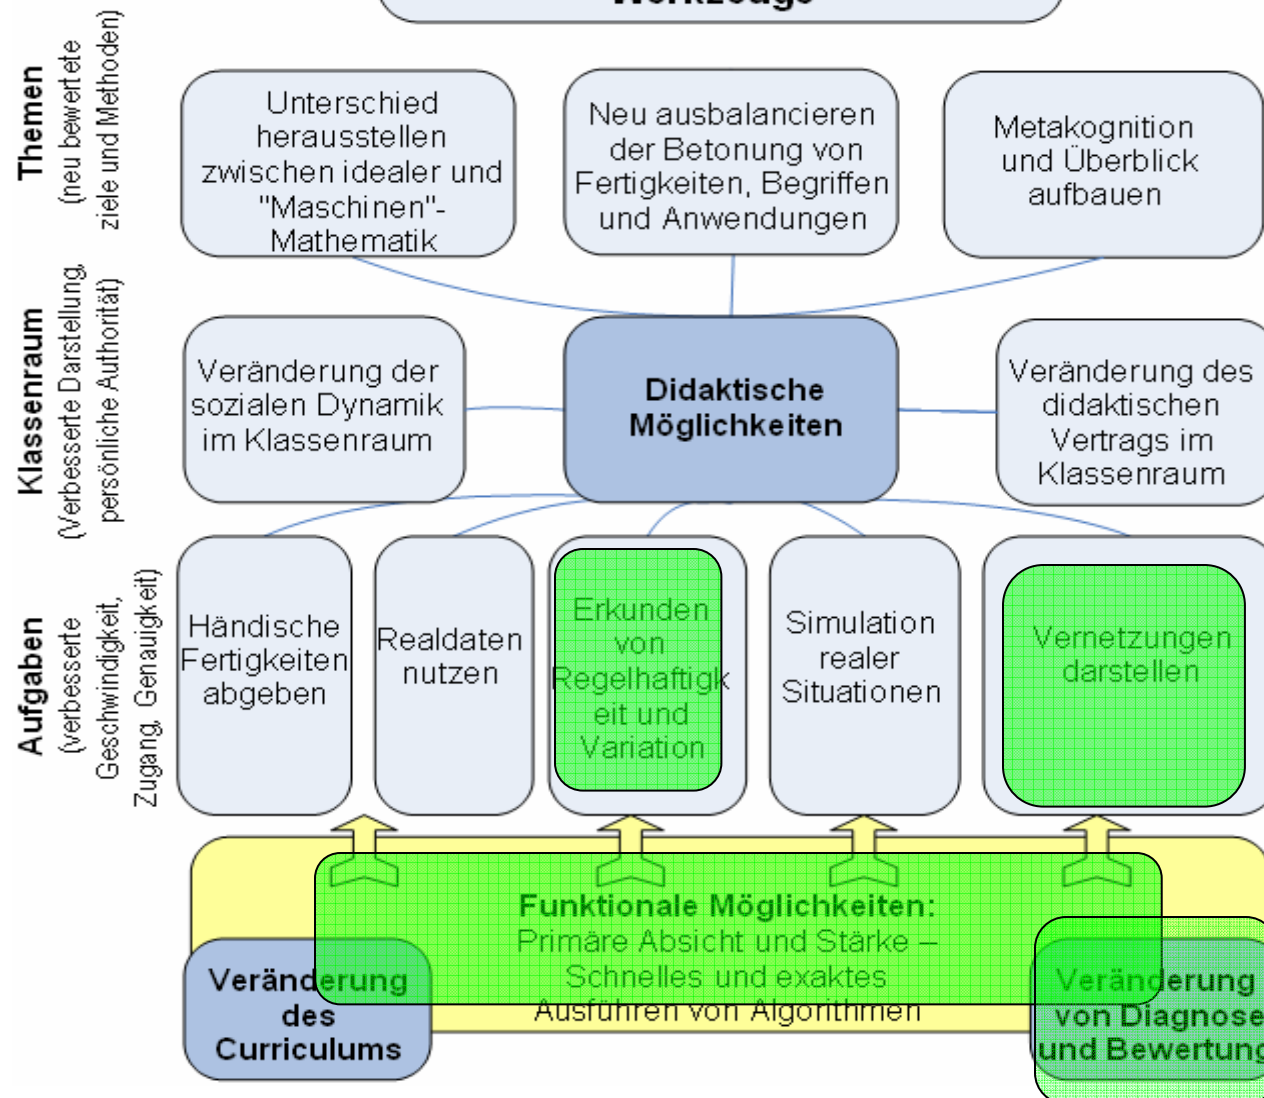 Werkzeuge
Themen
(neu bewertete
ziele und Methoden)
Unterschied
herausstellen
zwischen idealer und
"Maschinen"-
Mathematik
Neu ausbalancieren
der Betonung von
Fertigkeiten, Begriffen
und Anwendungen
Metakognition
und Überblick
aufbauen
Klassenraum
(Verbesserte Darstellung,
persönliche Authorität)
Veränderung der
sozialen Dynamik
im Klassenraum
Didaktische
Möglichkeiten
Veränderung des
didaktischen
Vertrags im
Klassenraum
Aufgaben
(verbesserte
Geschwindigkeit,
Zugang, Genauigkeit)
Händische
Fertigkeiten
abgeben
Realdaten
nutzen
Erkunden
von
Regelhaftigk
eit und
Variation
Simulation
realer
Situationen
Vernetzungen
darstellen
Funktionale Möglichkeiten:
Primäre Absicht und Stärke –
Schnelles und exaktes
Ausführen von Algorithmen
Veränderung
des
Curriculums
Veränderung
von Diagnose
und Bewertung